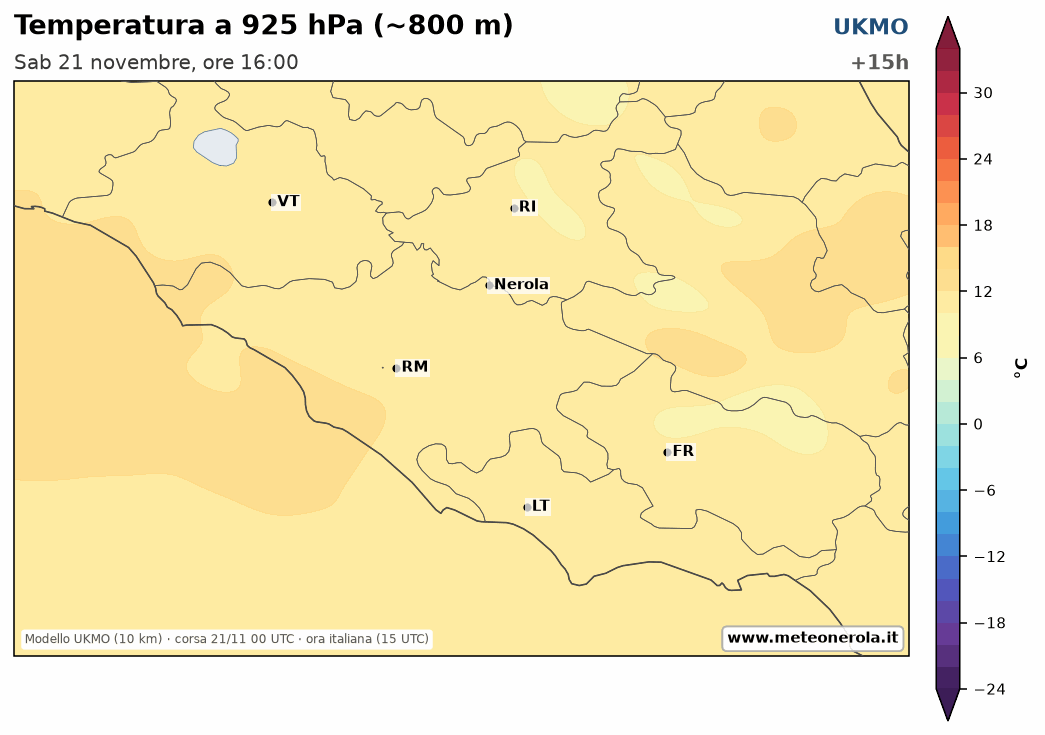 Temperatura a 925 hPa (~800 m)
UKMO
Sab 21 novembre, ore 16:00
+15h
30
24
18
12
6
0
−6
−12
−18
−24
°C
VT
RI
Nerola
RM
FR
LT
Modello UKMO (10 km) · corsa 21/11 00 UTC · ora italiana (15 UTC)
www.meteonerola.it